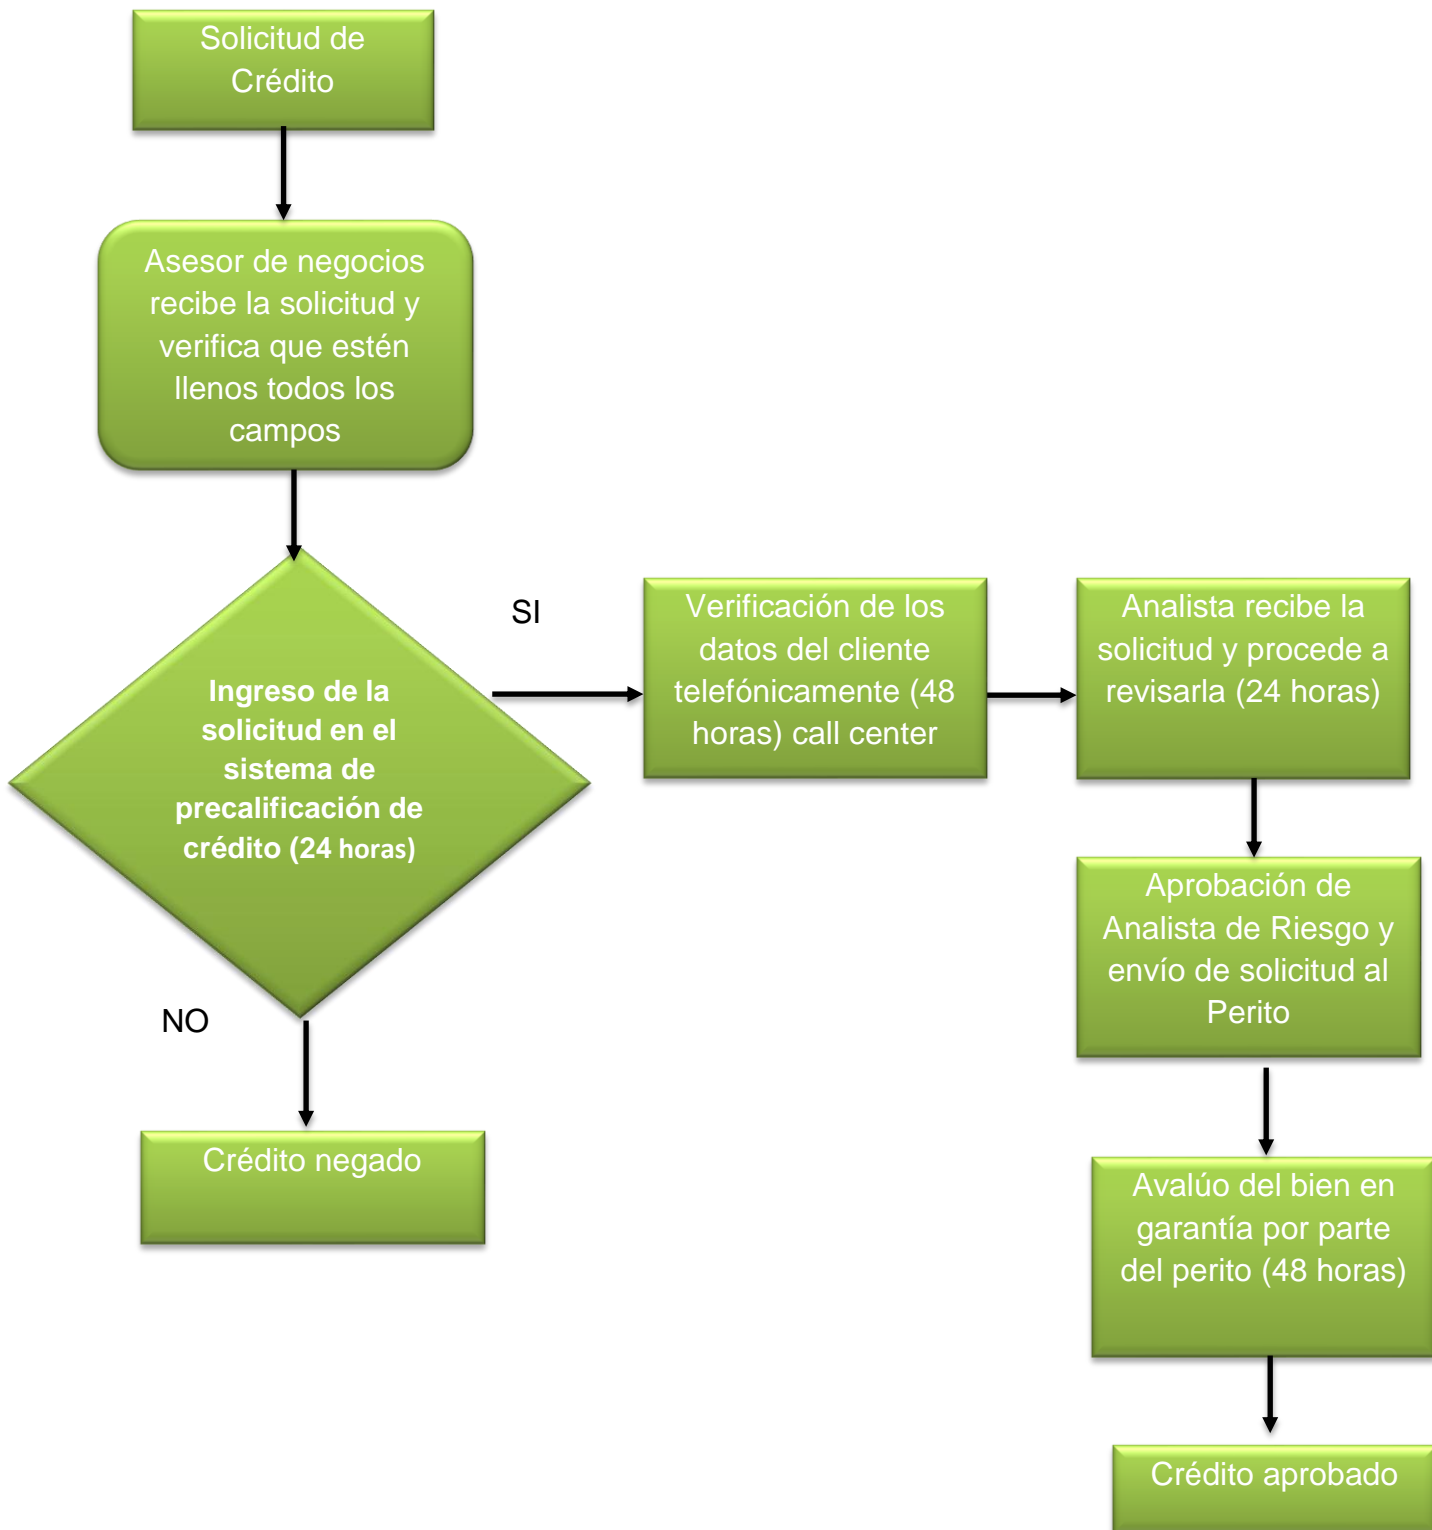 Solicitud de
Crédito
Asesor de negocios
recibe la solicitud y
verifica que estén
llenos todos los
campos
Ingreso de la
solicitud en el
sistema de
precalificación de
crédito (24 horas)
SI
Verificación de los
datos del cliente
telefónicamente (48
horas) call center
Analista recibe la
solicitud y procede a
revisarla (24 horas)
Aprobación de
Analista de Riesgo y
envío de solicitud al
Perito
Avalúo del bien en
garantía por parte
del perito (48 horas)
Crédito aprobado
NO
Crédito negado